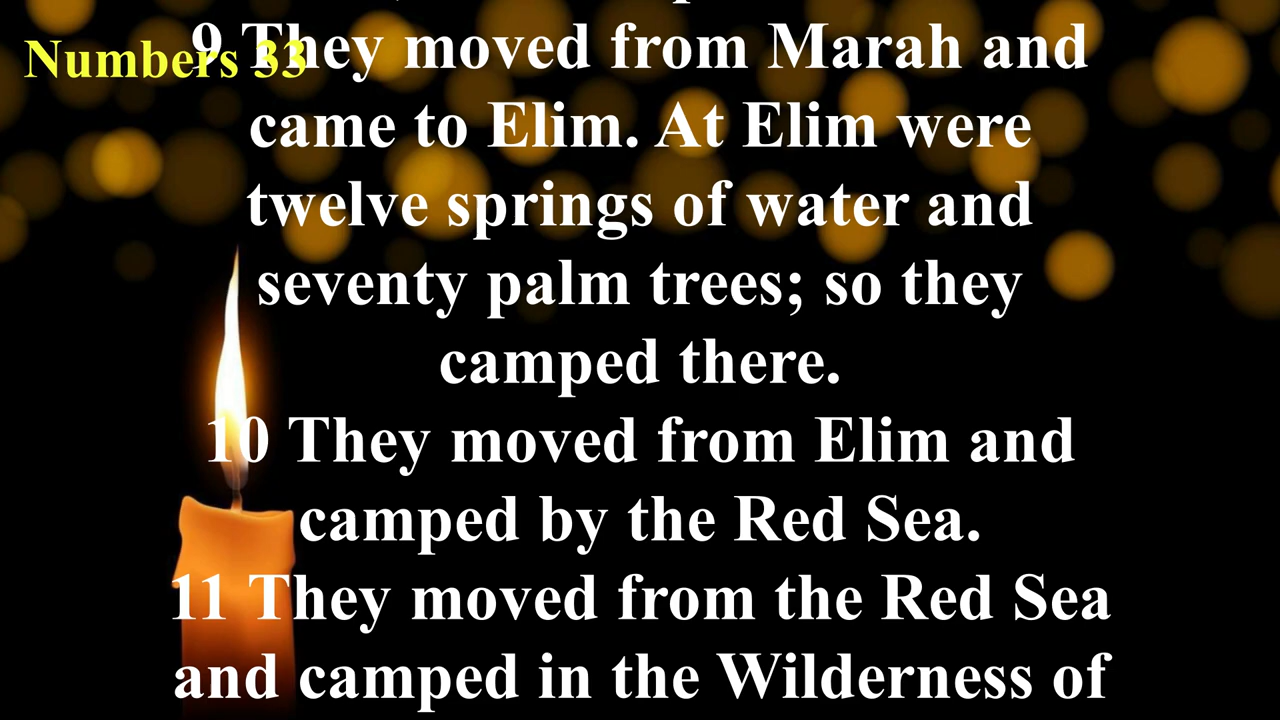 Numbers 33
9 They moved from Marah and
came to Elim. At Elim were
twelve springs of water and
seventy palm trees; so they
camped there.
10 They moved from Elim and
camped by the Red Sea.
11 They moved from the Red Sea
and camped in the Wilderness of